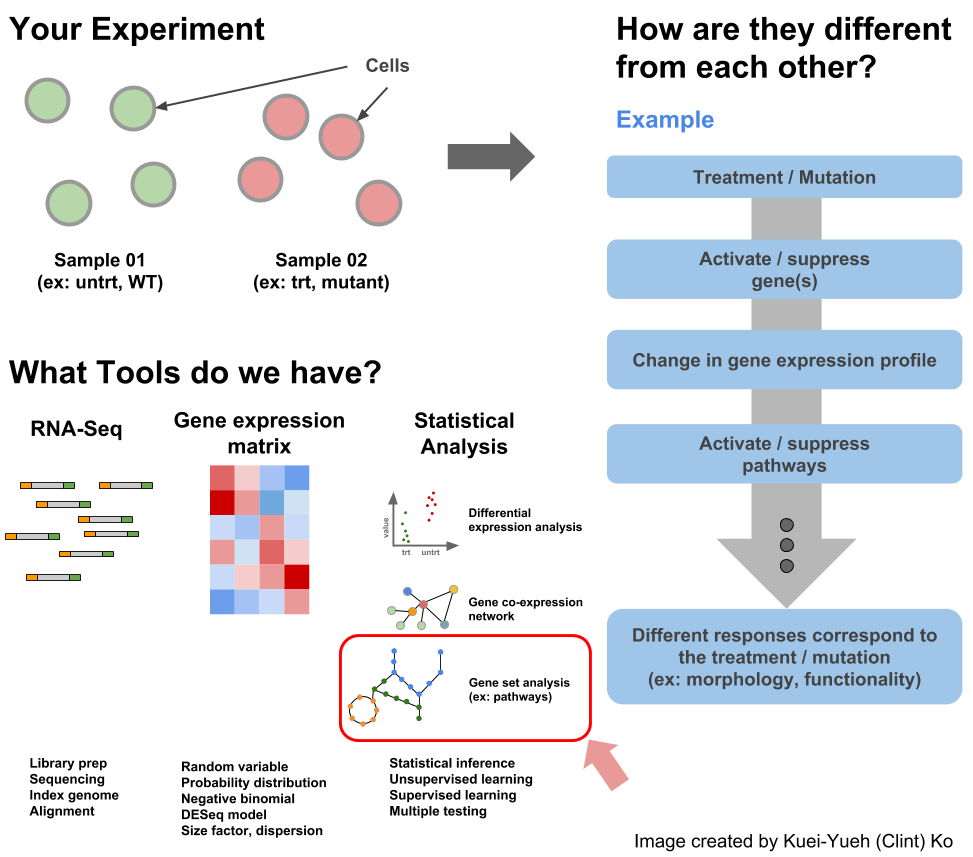 Your Experiment
Cells
Sample 01
(ex: untrt, WT)
Sample 02
(ex: trt, mutant)
How are they different
from each other?
Example
Treatment / Mutation
Activate / suppress
gene(s)
Change in gene expression profile
Activate / suppress
pathways
Different responses correspond to
the treatment / mutation
(ex: morphology, functionality)
What Tools do we have?
RNA-Seq
Gene expression
matrix
Statistical
Analysis
value
trt
untrt
Differential
expression analysis
Gene co-expression
network
Gene set analysis
(ex: pathways)
Library prep
Sequencing
Index genome
Alignment
Random variable
Probability distribution
Negative binomial
DESeq model
Size factor, dispersion
Statistical inference
Unsupervised learning
Supervised learning
Multiple testing
Image created by Kuei-Yueh (Clint) Ko